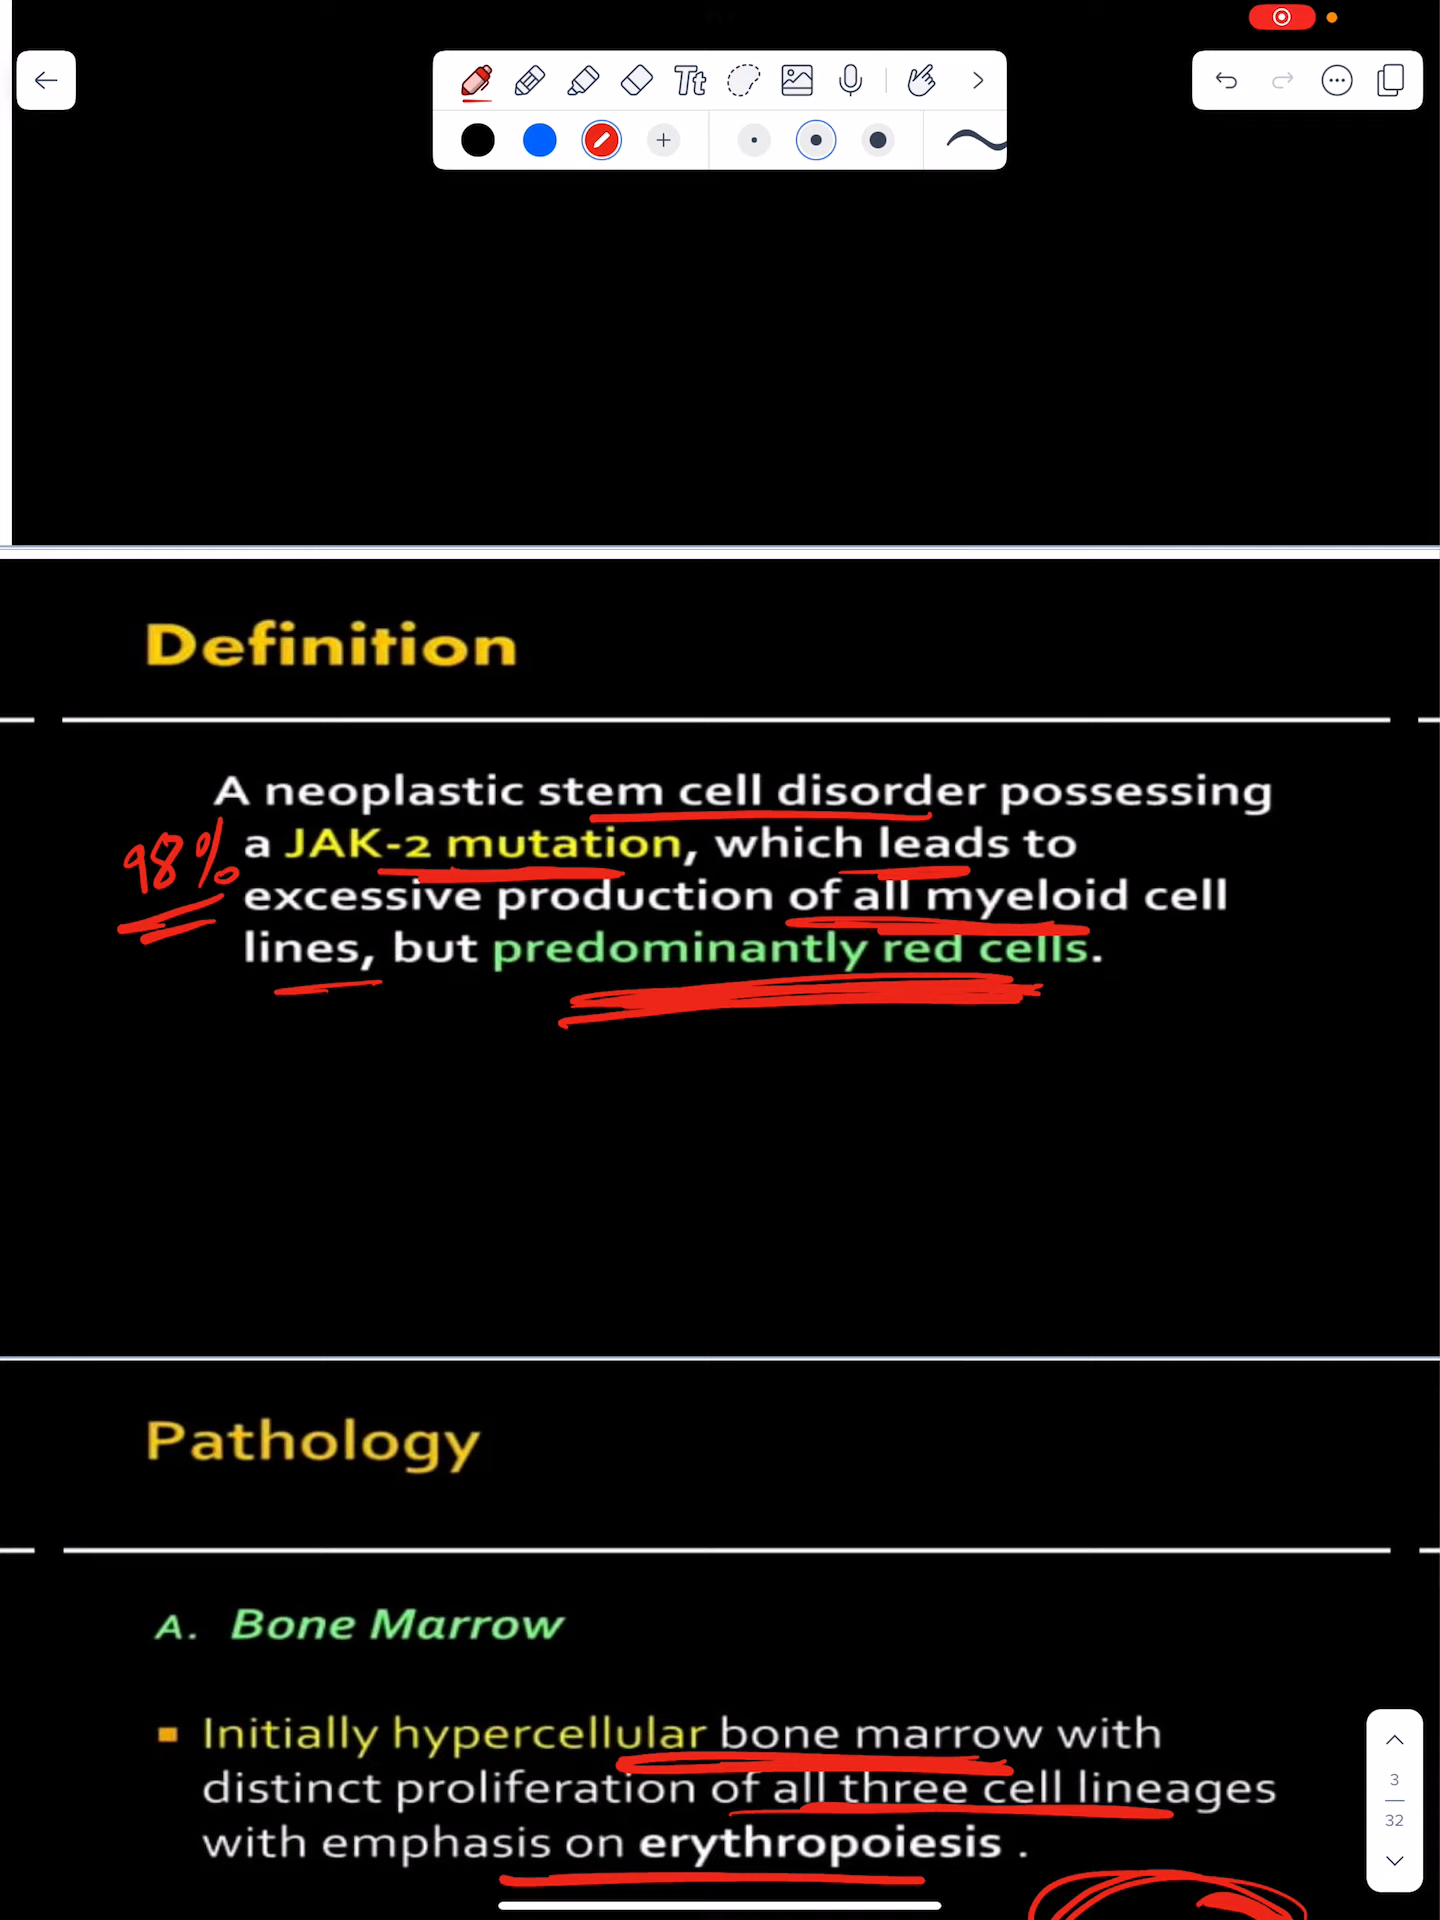 Tt
Definition
A neoplastic stem cell disorder possessing
98% a JAK-2 mutation, which leads to
excessive production of all myeloid cell
lines, but predominantly red cells.
Pathology
A. Bone Marrow
Initially hypercellular bone marrow with
distinct proliferation of all three cell lineages
with emphasis on erythropoiesis .
3
32